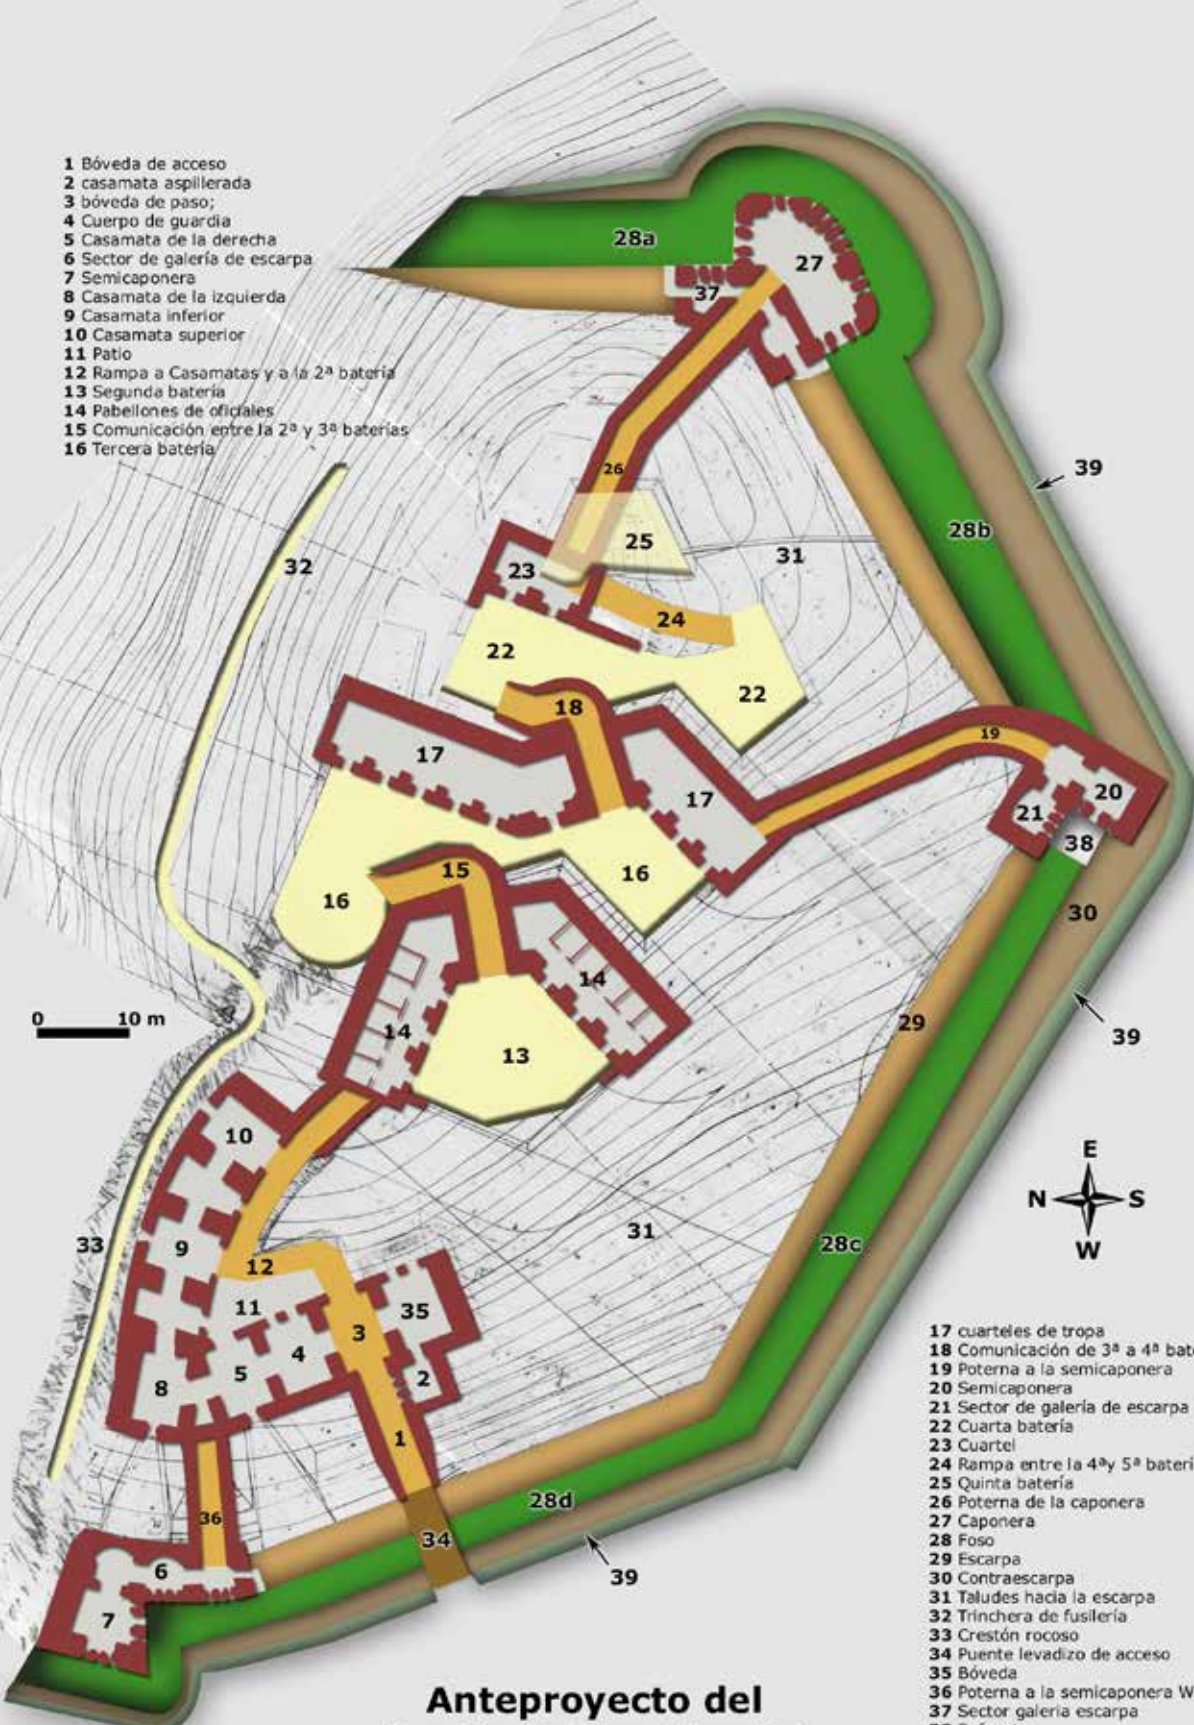 1 Bóveda de acceso
2 casamata aspillerada
3 bóveda de paso;
4 Cuerpo de guardia
5 Casamata de la derecha
6 Sector de galería de escarpa
7 Semicaponera
8 Casamata de la izquierda
9 Casamata inferior
10 Casamata superior
11 Patio
12 Rampa a Casamatas y a la 2ª batería
13 Segunda batería
14 Pabellones de oficiales
15 Comunicación entre la 2ª y 3ª baterías
16 Tercera batería
28a
27
37
39
26
28b
25
31
32
23
24
22
22
18
17
19
17
20
21
38
15
16
16
30
14
0 10 m
14
29
39
13
10
E
N S
W
31
33
9
28c
12
11
35
3
4
5
2
8
1
28d
36
34
39
6
7
17 cuarteles de tropa
18 Comunicación de 3ª a 4ª bat
19 Poterna a la semicaponera
20 Semicaponera
21 Sector de galería de escarpa
22 Cuarta batería
23 Cuartel
24 Rampa entre la 4ªy 5ª baterí
25 Quinta batería
26 Poterna de la caponera
27 Caponera
28 Foso
29 Escarpa
30 Contraescarpa
31 Taludes hacia la escarpa
32 Trinchera de fusilería
33 Crestón rocoso
34 Puente levadizo de acceso
35 Bóveda
36 Poterna a la semicaponera W
37 Sector galeria escarpa
Anteproyecto del